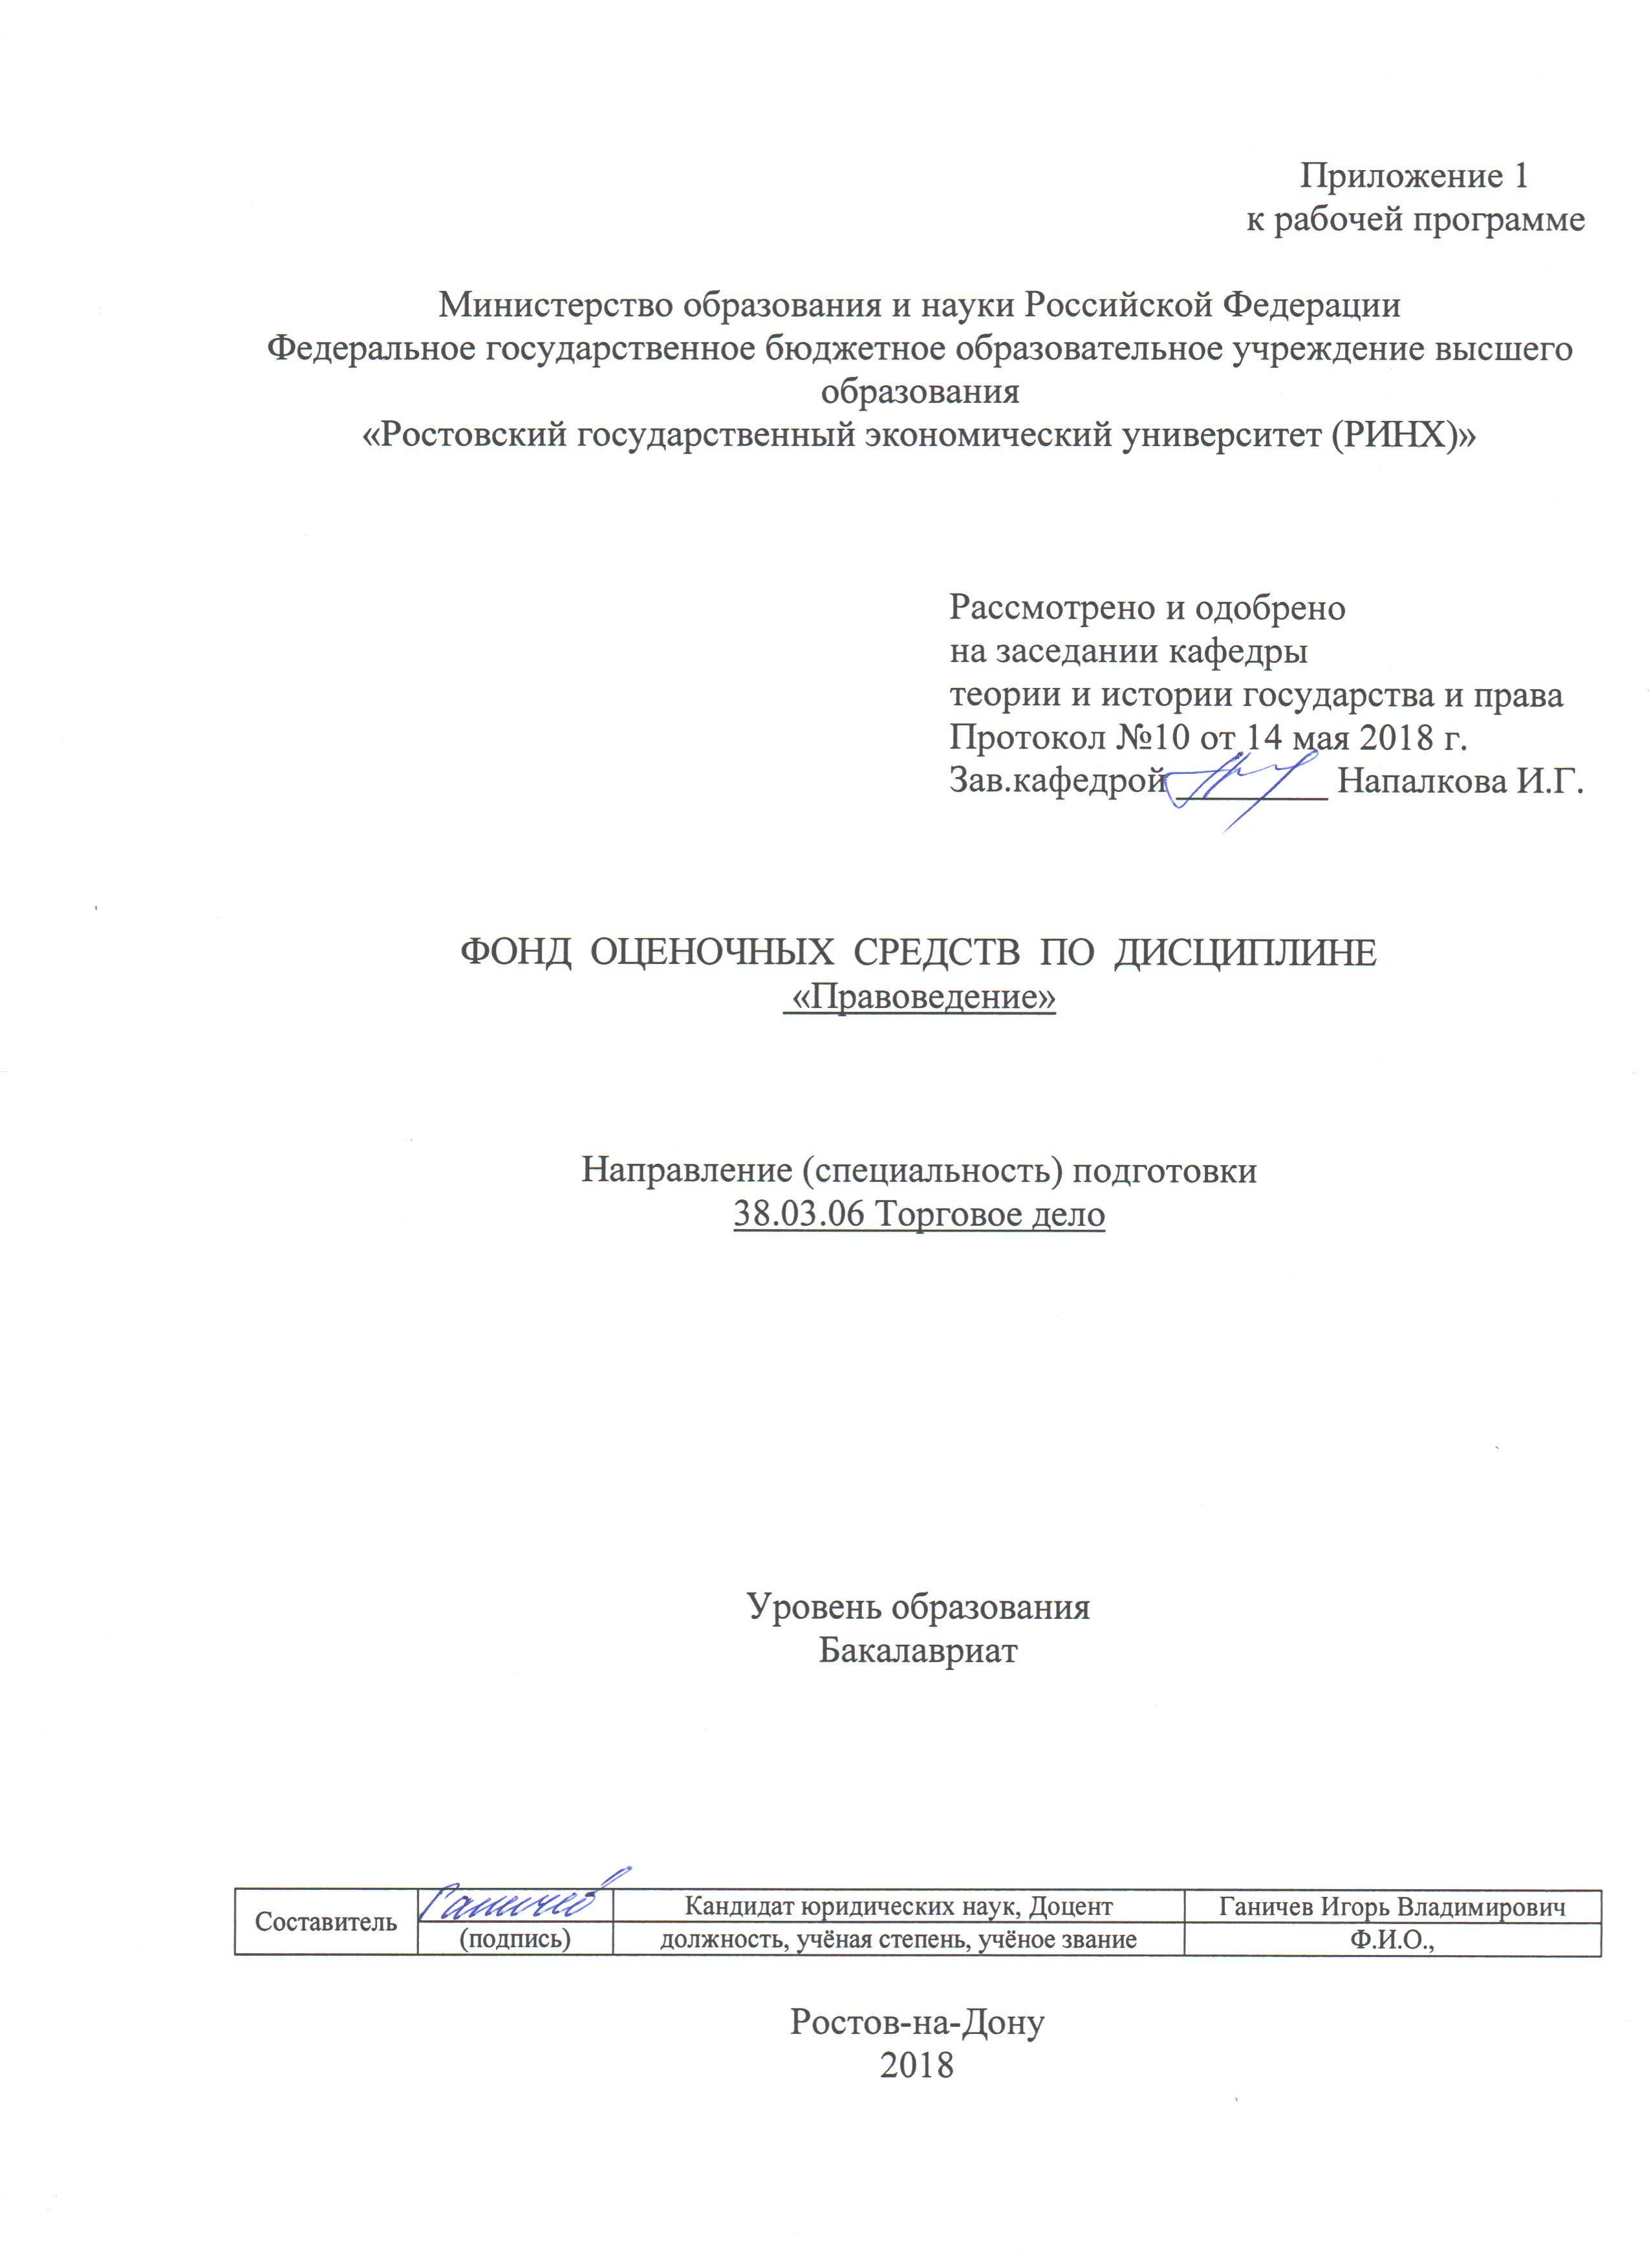 Приложение 1
к рабочей программе
Министерство образования и науки Российской Федерации
Федеральное государственное бюджетное образовательное учреждение высшего
образования
«Ростовский государственный экономический университет (РИНХ)»
Рассмотрено и одобрено
на заседании кафедры
теории и истории государства и права
Протокол №10 от 14 мая 2018 г.
Зав.кафедрой ________ Напалкова И.Г.
ФОНД ОЦЕНОЧНЫХ СРЕДСТВ ПО ДИСЦИПЛИНЕ
«Правоведение»
Направление (специальность) подготовки
38.03.06 Торговое дело
Уровень образования
Бакалавриат
Составитель
Ганичев
Кандидат юридических наук, Доцент
Ганичев Игорь Владимирович
(подпись)
должность, учёная степень, учёное звание
Ф.И.О.,
Ростов-на-Дону
2018